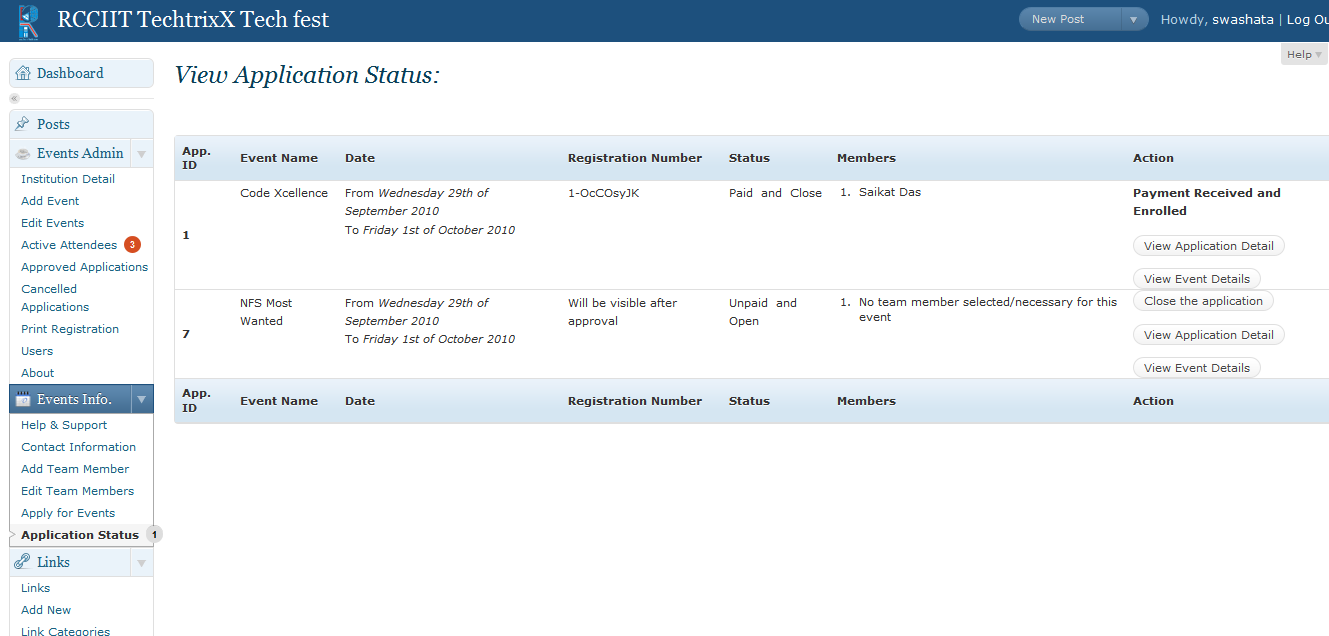 RCCIIT TechtrixX Tech fest
New Post
Howdy, swashata | Log Ou
Help
Dashboard
«
Posts
Events Admin
Institution Detail
Add Event
Edit Events
Active Attendees 3
Approved Applications
Cancelled
Applications
Print Registration
Users
About
Events Info.
Help & Support
Contact Information
Add Team Member
Edit Team Members
Apply for Events
Application Status 1
Links
Links
Add New
Link Categories
View Application Status:
App.
ID
Event Name
Date
Registration Number
Status
Members
Action
1
Code Xcellence
From Wednesday 29th of
September 2010
To Friday 1st of October 2010
1-OcCOsyJK
Paid and Close
1. Saikat Das
Payment Received and
Enrolled
View Application Detail
View Event Details
7
NFS Most
Wanted
From Wednesday 29th of
September 2010
To Friday 1st of October 2010
Will be visible after
approval
Unpaid and
Open
1. No team member selected/necessary for this
event
Close the application
View Application Detail
View Event Details
App.
ID
Event Name
Date
Registration Number
Status
Members
Action